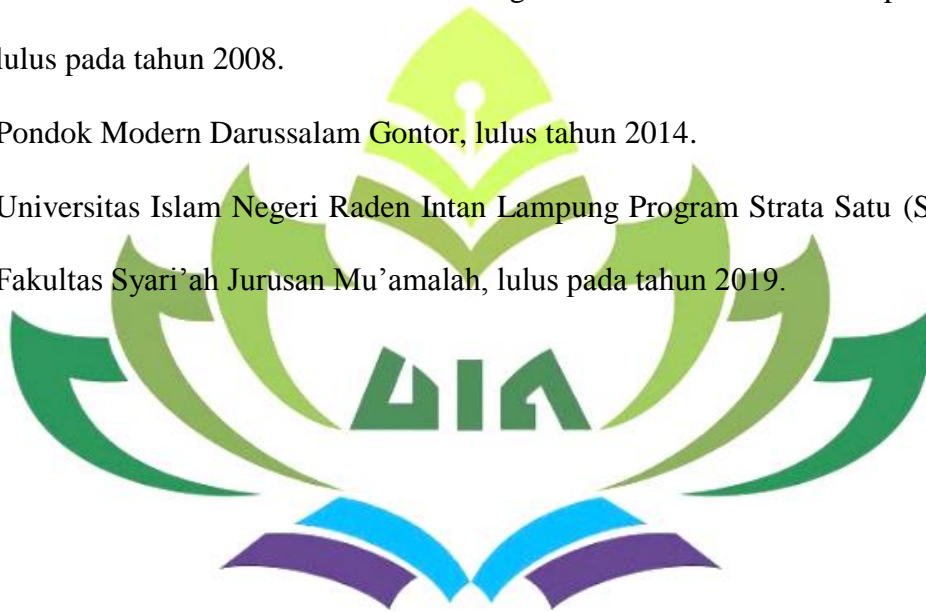 lulus pada tahun 2008.
Pondok Modern Darussalam Gontor, lulus tahun 2014.
Universitas Islam Negeri Raden Intan Lampung Program Strata Satu (S
Fakultas Syari’ah Jurusan Mu’amalah, lulus pada tahun 2019.
UIN